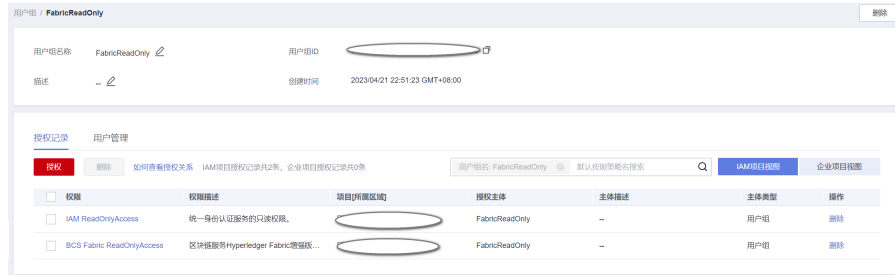 用户组 / FabricReadOnly 删除
用户组名称 FabricReadOnly 用户组ID
描述 -- 创建时间 2023/04/21 22:51:23 GMT+08:00
授权记录 用户管理
授权 删除 如何查看授权关系 IAM项目授权记录共2条，企业项目授权记录共0条 用户组名: FabricReadOnly 默认按策略名搜索 IAM项目视图 企业项目视图
权限 权限描述 项目[所属区域] 授权主体 主体描述 主体类型 操作
IAM ReadOnlyAccess 统一身份认证服务的只读权限。 FabricReadOnly -- 用户组 删除
BCS Fabric ReadOnlyAccess 区块链服务Hyperledger Fabric增强版... FabricReadOnly -- 用户组 删除